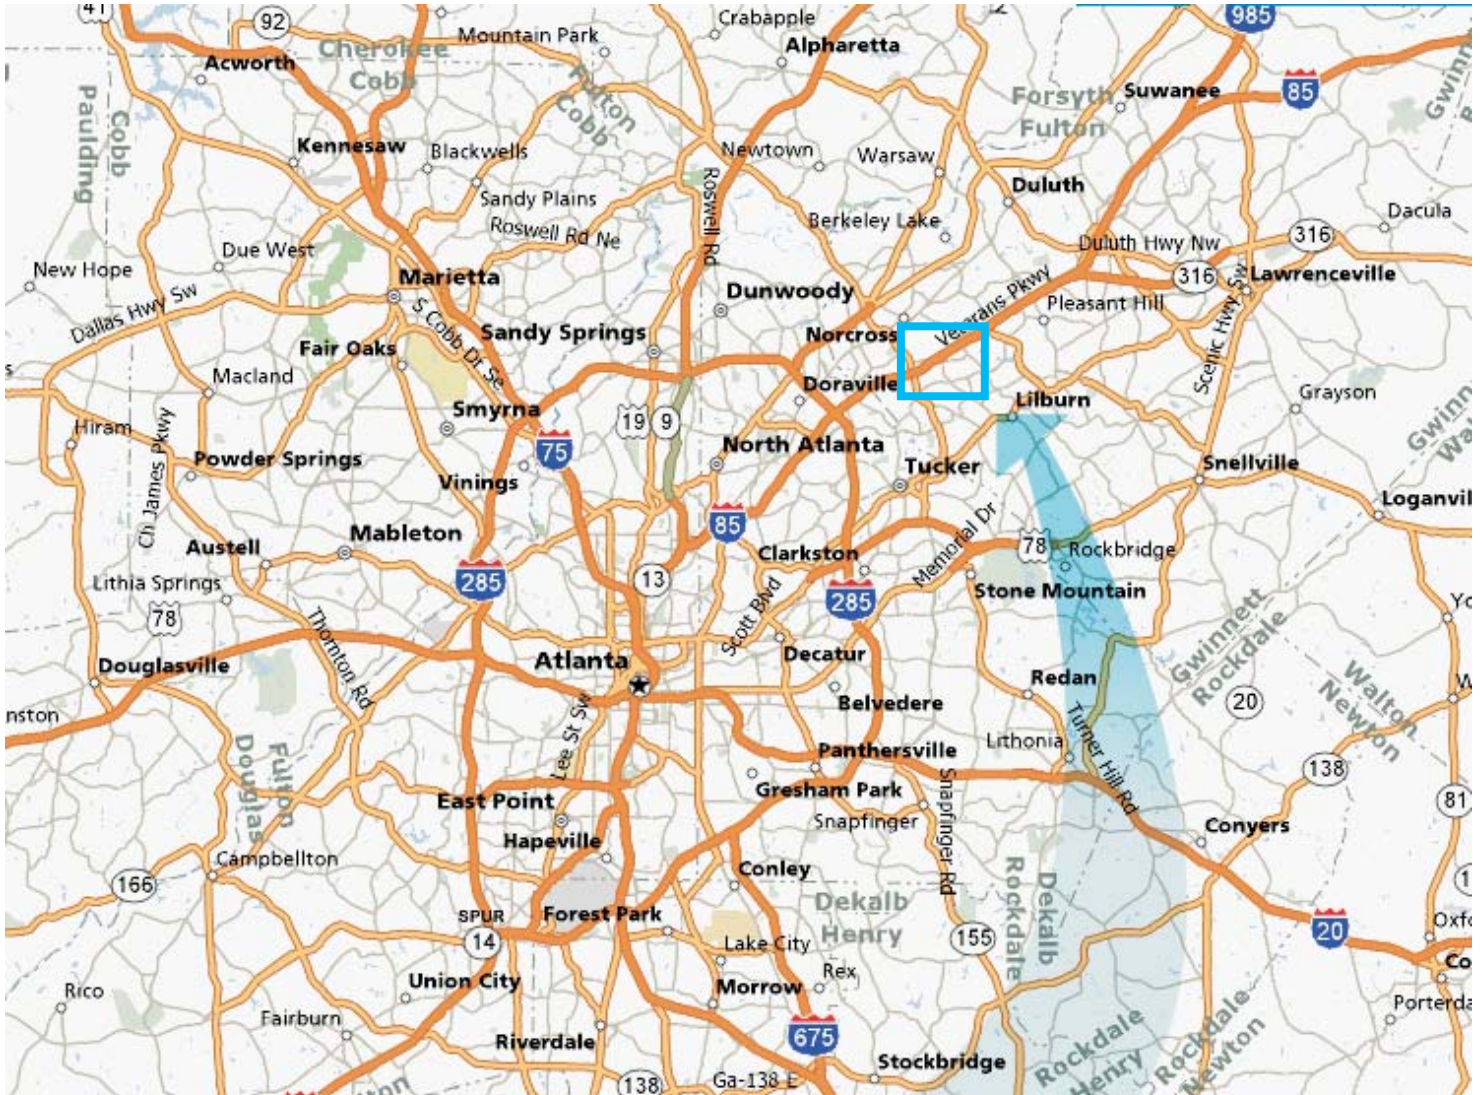 41
92
Mountain Park
Crabapple
985
Cherokee
Cobb
Acworth
Alpharetta
Fulton
Cobb
85
Suwanee
Forsyth
Fulton
Cobb
Paulding
Kennesaw
Blackwells
Newtown
Warsaw
Duluth
Sandy Plains
Roswell Rd
Roswell Rd Ne
Berkeley Lake
Dacula
Due West
Duluth Hwy Nw
316
New Hope
Marietta
316
Lawrenceville
Dallas Hwy Sw
Dunwoody
Veterans Pkwy
Pleasant Hill
S Cobb Dr Se
Sandy Springs
Norcross
Scenic Hwy Sw
Fair Oaks
Macland
Doraville
Lilburn
Grayson
Smyrna
19
9
Hiram
Ch James Pkwy
75
North Atlanta
Powder Springs
Vinings
Tucker
Snellville
85
Mableton
Memorial Dr
Austell
Clarkston
78
Rockbridge
Lithia Springs
285
13
Stone Mountain
78
Scott Blvd
285
Thornton Rd
Atlanta
Decatur
Gwinnett
Rockdale
Douglasville
Redan
Belvedere
20
Walton
Newton
Lee St Sw
Panthersville
Lithonia
Turner Hill Rd
Fulton
Douglas
138
Gresham Park
East Point
Snapfinger
Snapfinger Rd
81
Hapeville
Conyers
Campbellton
166
Conley
Dekalb
Rockdale
Dekalb
Henry
SPUR
14
Forest Park
155
20
Lake City
Union City
Rex
Rico
Morrow
Fairburn
Riverdale
675
Rockdale
Henry
Rockdale
Newton
Stockbridge
138
Ga-138 E